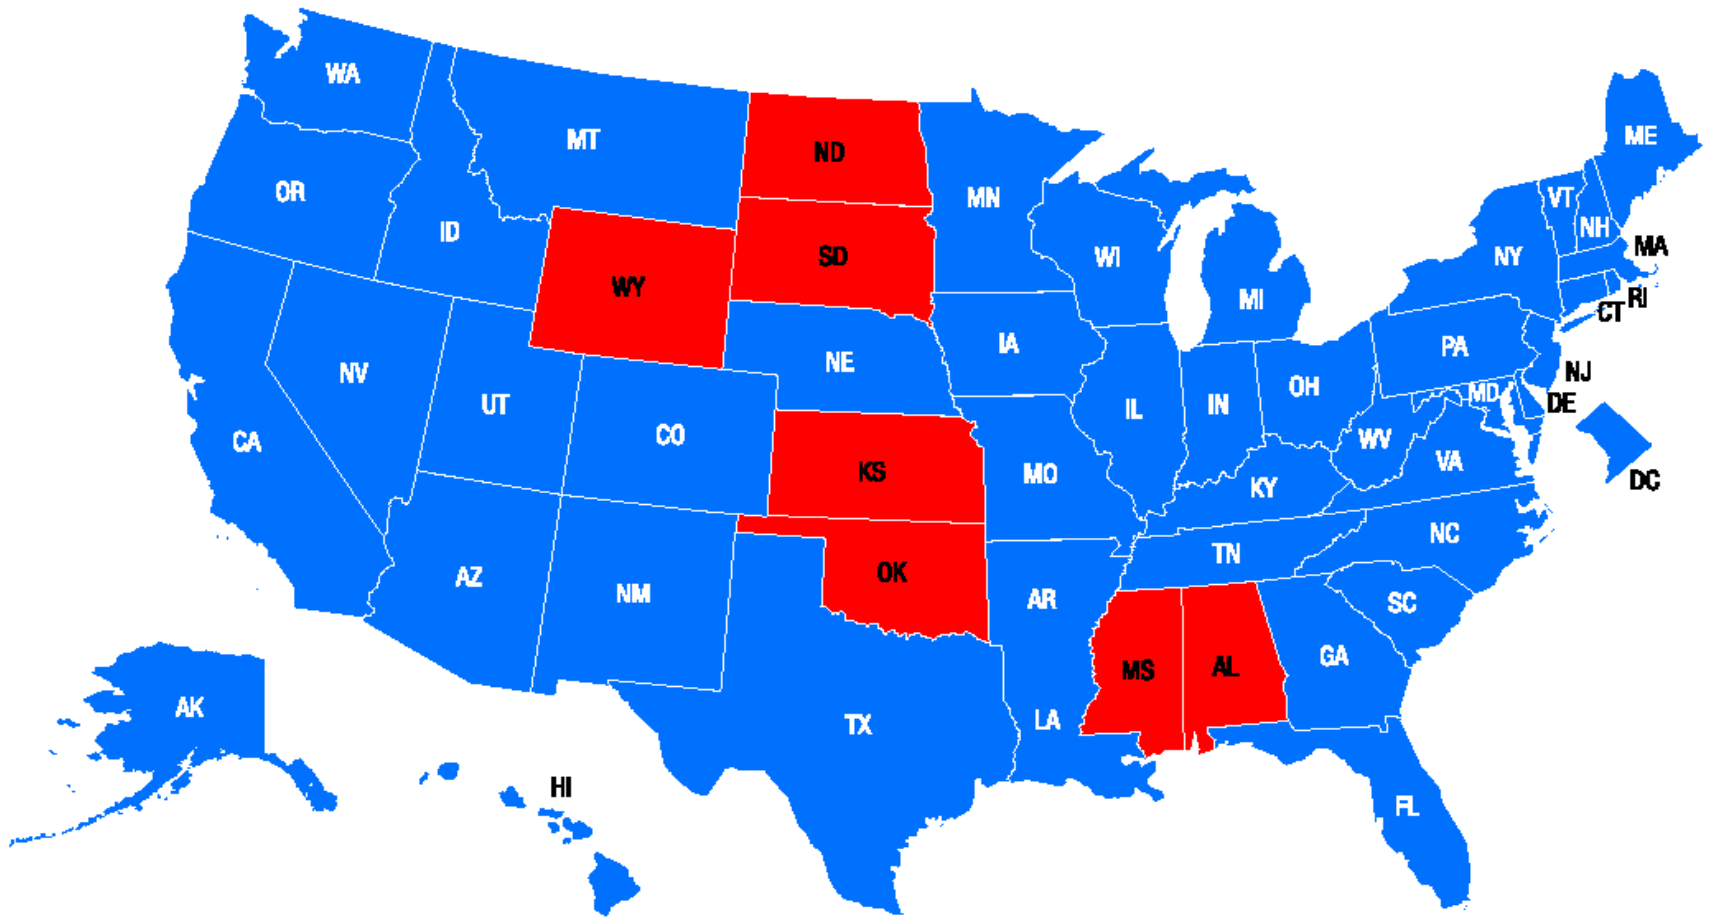 WA
MT
ND
ME
OR
ID
MN
VT
NH
MA
WY
SD
WI
NY
MI
RI
CT
NV
NE
IA
PA
NJ
UT
OH
MD
DE
CA
CO
IL
IN
WV
VA
KS
MO
KY
DC
AZ
NM
OK
AR
TN
NC
SC
MS
AL
GA
AK
TX
LA
HI
FL